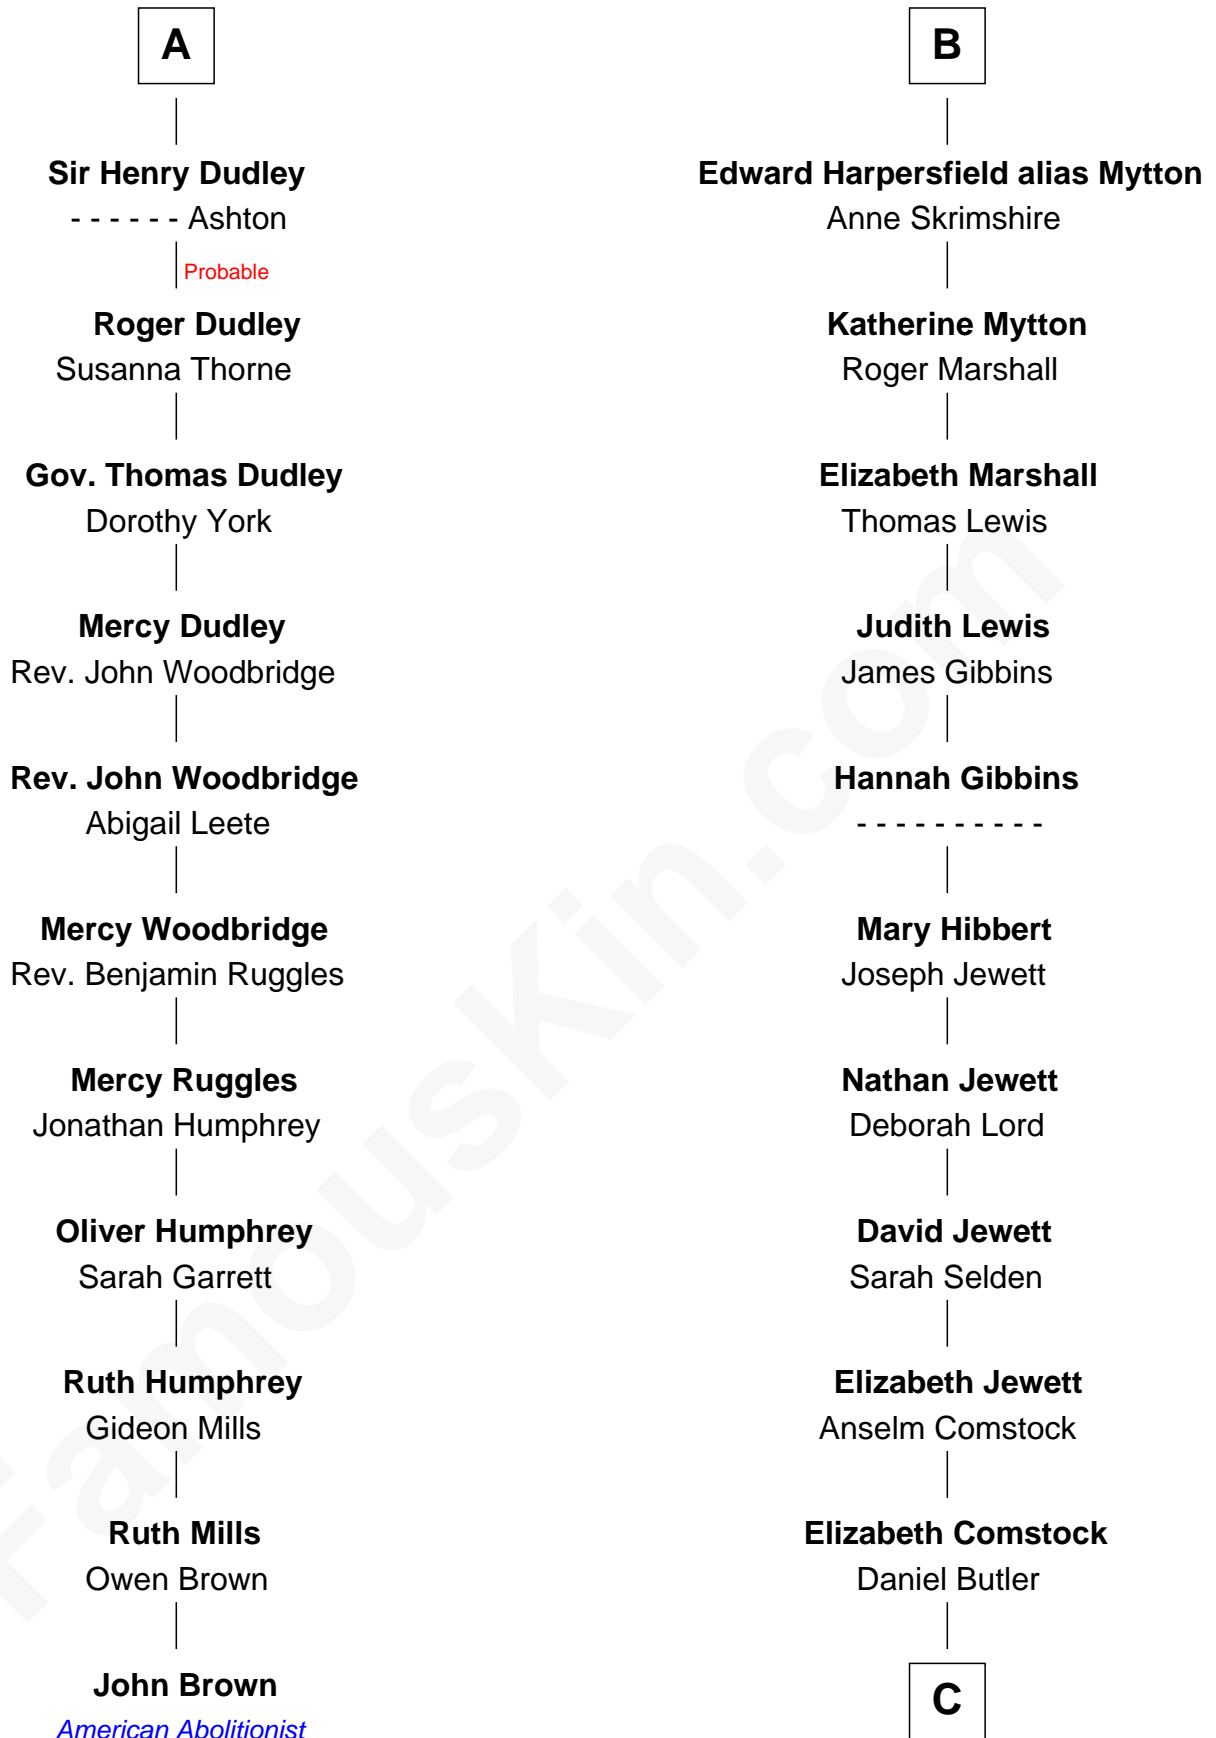 A
Sir Henry Dudley
- - - - - - Ashton
Probable
Roger Dudley
Susanna Thorne
Gov. Thomas Dudley
Dorothy York
Mercy Dudley
Rev. John Woodbridge
Rev. John Woodbridge
Abigail Leete
Mercy Woodbridge
Rev. Benjamin Ruggles
Mercy Ruggles
Jonathan Humphrey
Oliver Humphrey
Sarah Garrett
Ruth Humphrey
Gideon Mills
Ruth Mills
Owen Brown
John Brown
American Abolitionist
B
Edward Harpersfield alias Mytton
Anne Skrimshire
Katherine Mytton
Roger Marshall
Elizabeth Marshall
Thomas Lewis
Judith Lewis
James Gibbins
Hannah Gibbins
- - - - - - - - - -
Mary Hibbert
Joseph Jewett
Nathan Jewett
Deborah Lord
David Jewett
Sarah Selden
Elizabeth Jewett
Anselm Comstock
Elizabeth Comstock
Daniel Butler
C
FamousKin.com